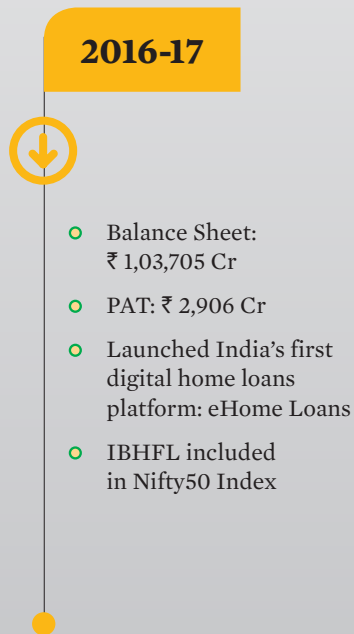 2016-17
Balance Sheet:
₹ 1,03,705 Cr
PAT: ₹ 2,906 Cr
Launched India’s first
digital home loans
platform: eHome Loans
IBHFL included
in Nifty50 Index